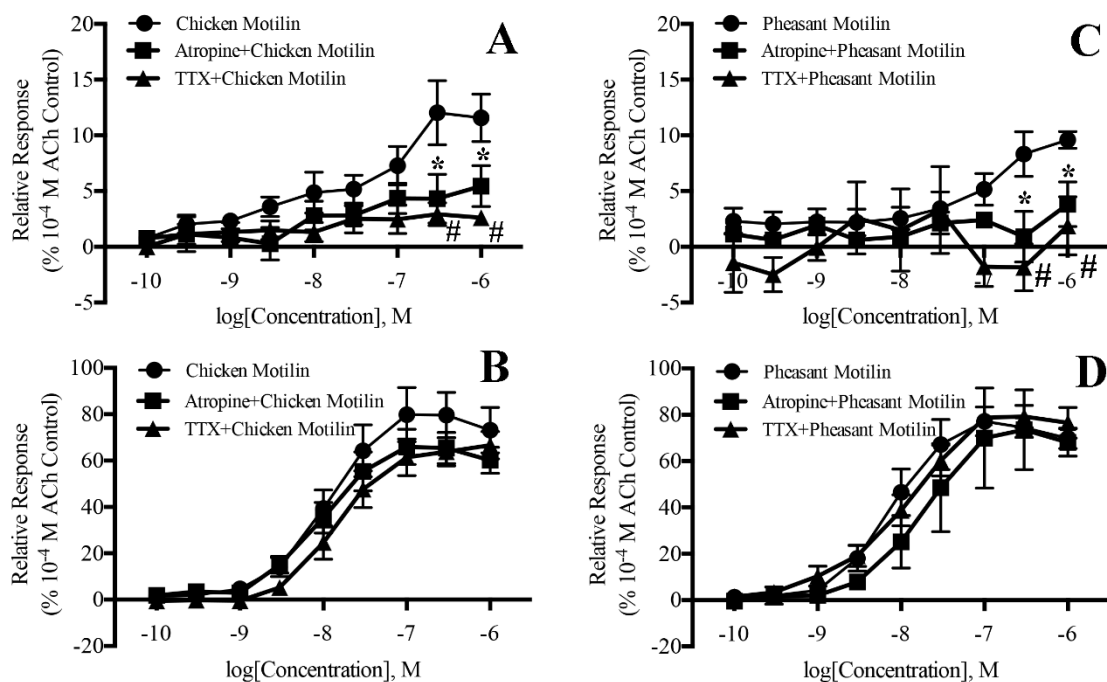 A
Chicken Motilin
Atropine+Chicken Motilin
TTX+Chicken Motilin
Relative Response
(% 10⁻⁴ M ACh Control)
20
15
10
5
0
-5
* *
# #
-10 -9 -8 -7 -6
log[Concentration], M
C
Pheasant Motilin
Atropine+Pheasant Motilin
TTX+Pheasant Motilin
Relative Response
(% 10⁻⁴ M ACh Control)
20
15
10
5
0
-5
* *
# #
-10 -9 -8 -7 -6
log[Concentration], M
B
Chicken Motilin
Atropine+Chicken Motilin
TTX+Chicken Motilin
Relative Response
(% 10⁻⁴ M ACh Control)
100
80
60
40
20
0
-20
-10 -9 -8 -7 -6
log[Concentration], M
D
Pheasant Motilin
Atropine+Pheasant Motilin
TTX+Pheasant Motilin
Relative Response
(% 10⁻⁴ M ACh Control)
100
80
60
40
20
0
-20
-10 -9 -8 -7 -6
log[Concentration], M